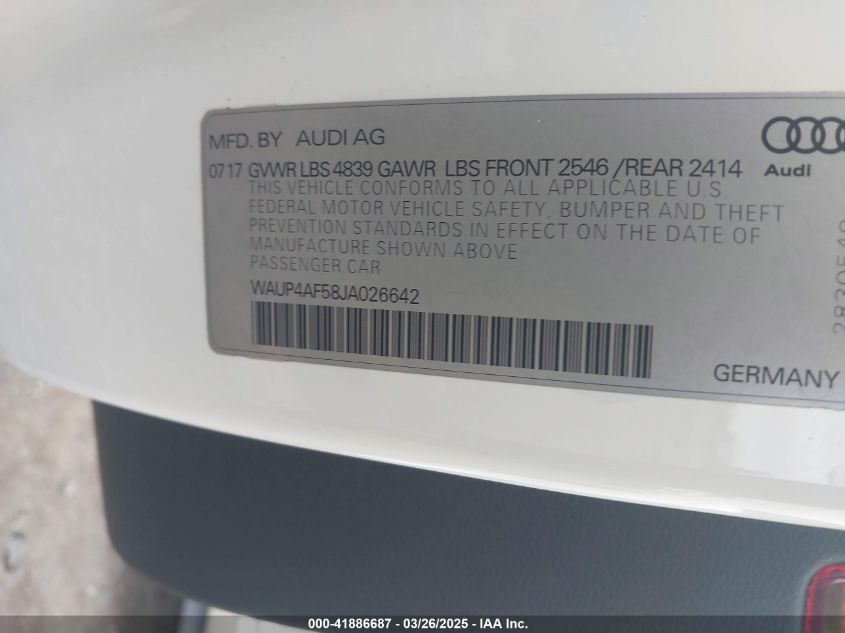 MFD. BY AUDI AG
Audi
07 17 GVWR LBS 4839 GAWR LBS FRONT 2546 /REAR 2414
THIS VEHICLE CONFORMS TO ALL APPLICABLE U.S
FEDERAL MOTOR VEHICLE SAFETY, BUMPER AND THEFT
PREVENTION STANDARDS IN EFFECT ON THE DATE OF
MANUFACTURE SHOWN ABOVE
PASSENGER CAR
WAUP4AF58JA026642
GERMANY
000-41886687 - 03/26/2025 - IAA Inc.